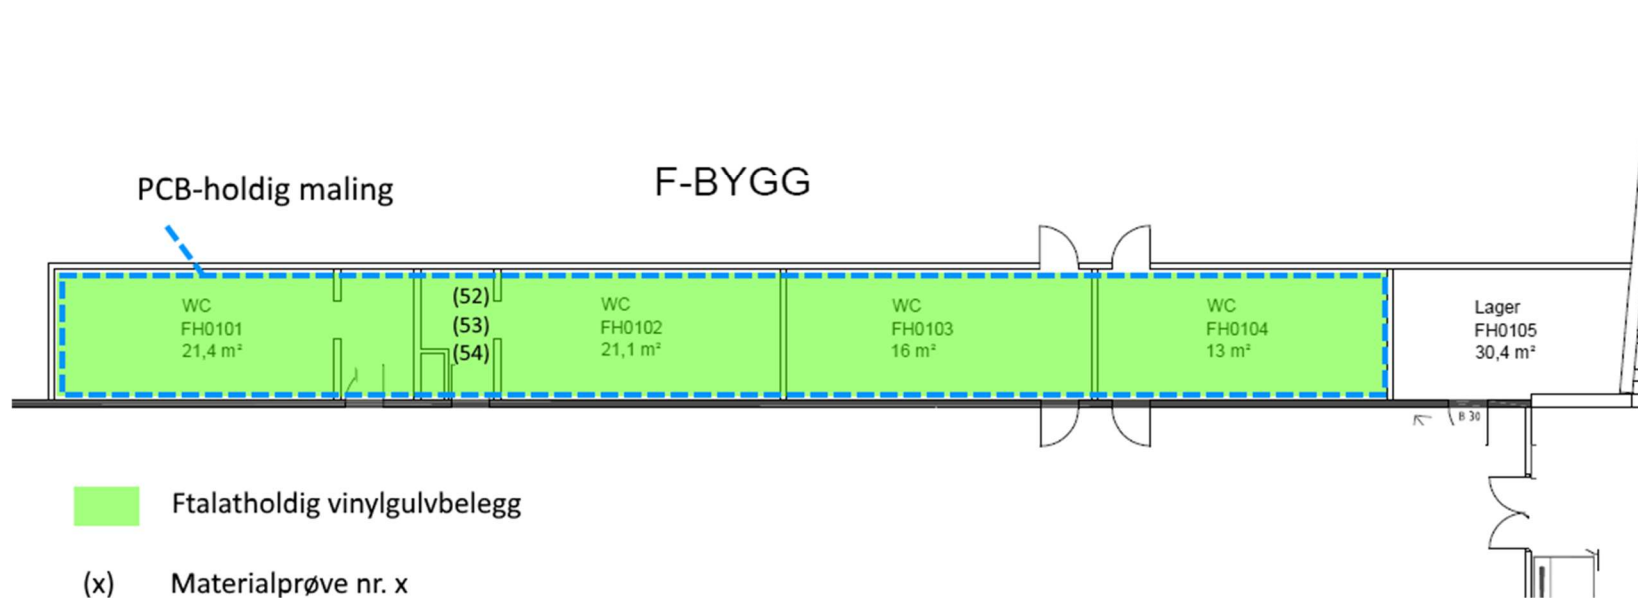 F-BYGG
PCB-holdig maling
WC
FH0101
21,4 m²
(52)
(53)
(54)
WC
FH0102
21,1 m²
WC
FH0103
16 m²
WC
FH0104
13 m²
Lager
FH0105
30,4 m²
B 30
Ftalatholdig vinylgulvbelegg
(x) Materialprøve nr. x